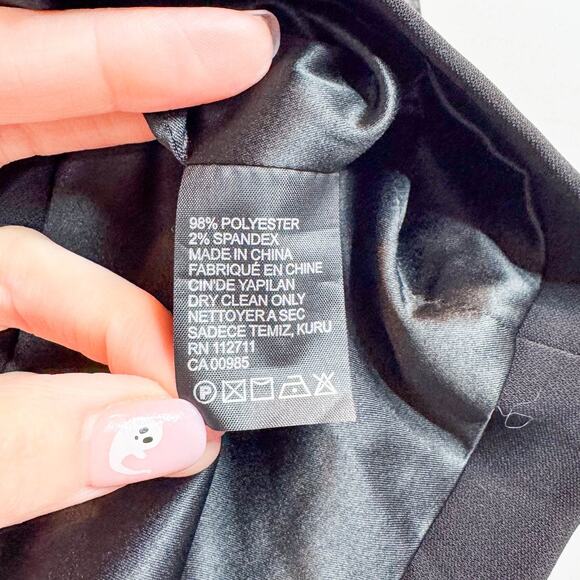 98% POLYESTER
2% SPANDEX
MADE IN CHINA
FABRIQUÉ EN CHINE
CIN'DE YAPILAN
DRY CLEAN ONLY
NETTOYER A SEC
SADECE TEMIZ, KURU
RN 112711
CA 00985
P